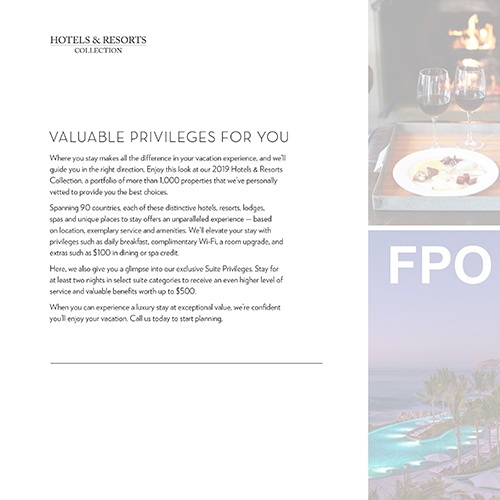 HOTELS & RESORTS
COLLECTION
VALUABLE PRIVILEGES FOR YOU
Where you stay makes all the difference in your vacation experience, and we'll
guide you in the right direction. Enjoy this look at our 2019 Hotels & Resorts
Collection, a portfolio of more than 1,000 properties that we've personally
vetted to provide you the best choices.
Spanning 90 countries, each of these distinctive hotels, resorts, lodges,
spas and unique places to stay offers an unparalleled experience — based
on location, exemplary service and amenities. We'll elevate your stay with
privileges such as daily breakfast, complimentary Wi-Fi, a room upgrade, and
extras such as $100 in dining or spa credit.
Here, we also give you a glimpse into our exclusive Suite Privileges. Stay for
at least two nights in select suite categories to receive an even higher level of
service and valuable benefits worth up to $500.
When you can experience a luxury stay at exceptional value, we're confident
you'll enjoy your vacation. Call us today to start planning.
FPO